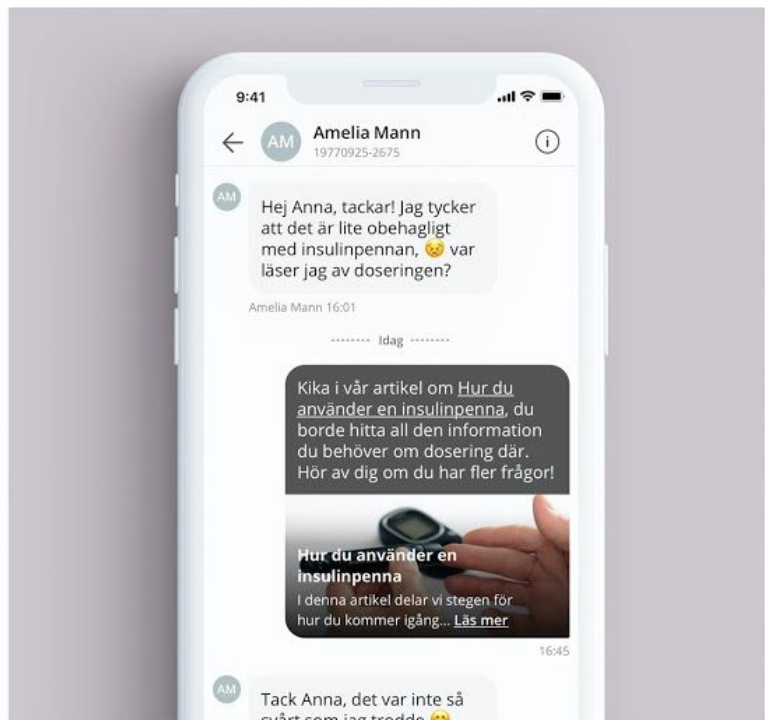 9:41
AM
Amelia Mann
19770925-2675
AM
Hej Anna, tackar! Jag tycker
att det är lite obehagligt
med insulinpennan, 😣 var
läser jag av doseringen?
Amelia Mann 16:01
-------- Idag --------
Kika i vår artikel om Hur du
använder en insulinpenna, du
borde hitta all den information
du behöver om dosering där.
Hör av dig om du har fler frågor!
Hur du använder en
insulinpenna
I denna artikel delar vi stegen för
hur du kommer igång... Läs mer
16:45
AM
Tack Anna, det var inte så
svårt som jag trodde 😊